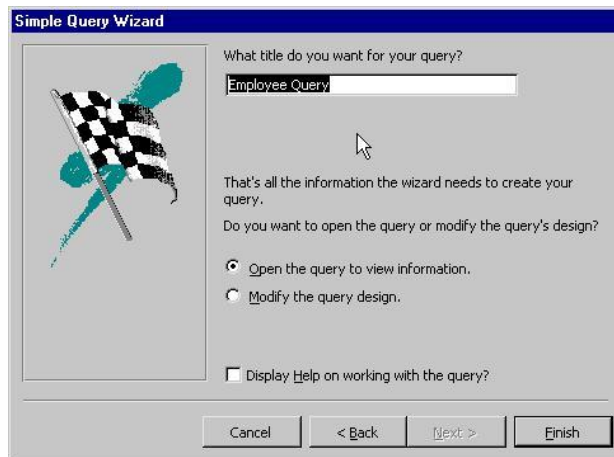 Simple Query Wizard
What title do you want for your query?
Employee Query
That's all the information the wizard needs to create your
query.
Do you want to open the query or modify the query's design?
Open the query to view information.
Modify the query design.
Display Help on working with the query?
Cancel
< Back
Next >
Finish